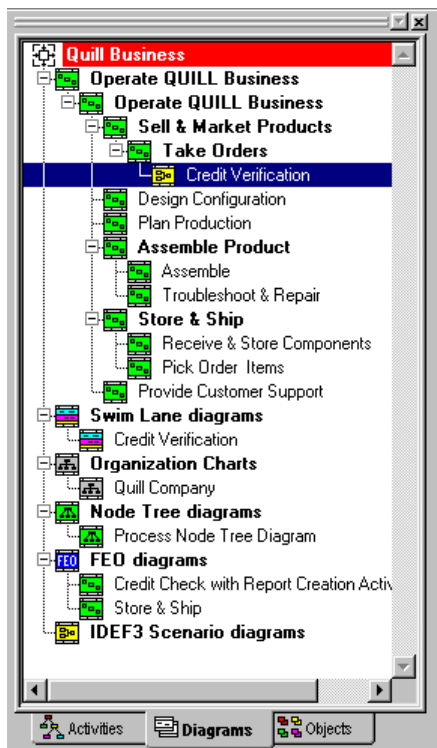 Quill Business
Operate QUILL Business
Operate QUILL Business
Sell & Market Products
Take Orders
Credit Verification
Design Configuration
Plan Production
Assemble Product
Assemble
Troubleshoot & Repair
Store & Ship
Receive & Store Components
Pick Order Items
Provide Customer Support
Swim Lane diagrams
Credit Verification
Organization Charts
Quill Company
Node Tree diagrams
Process Node Tree Diagram
FEO FEO diagrams
Credit Check with Report Creation Activ
Store & Ship
IDEF3 Scenario diagrams
Activities Diagrams Objects